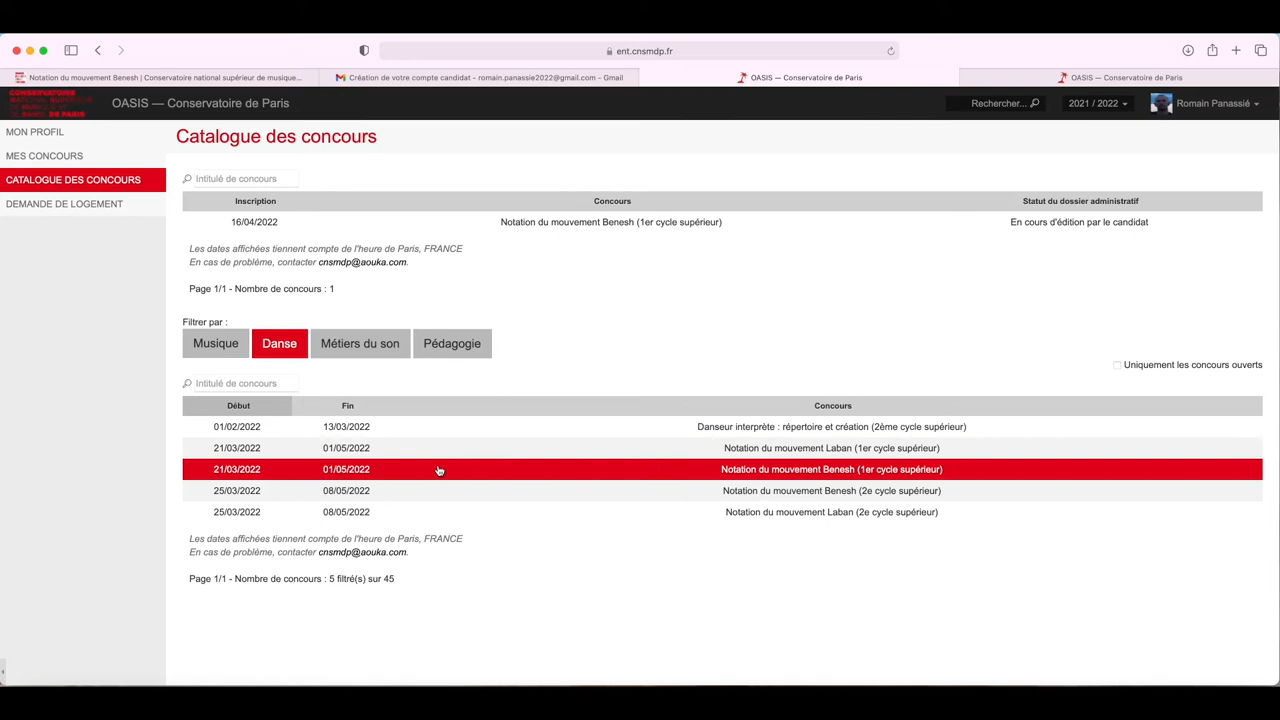 ent.cnsmdp.fr
Notation du mouvement Benesh | Conservatoire national supérieur de musique...
Création de votre compte candidat - romain.panassie2022@gmail.com - Gmail
OASIS — Conservatoire de Paris
OASIS — Conservatoire de Paris
OASIS — Conservatoire de Paris
Rechercher...
2021 / 2022
Romain Panassié
MON PROFIL
MES CONCOURS
CATALOGUE DES CONCOURS
DEMANDE DE LOGEMENT
Catalogue des concours
Intitulé de concours
Inscription Concours Statut du dossier administratif
16/04/2022 Notation du mouvement Benesh (1er cycle supérieur) En cours d'édition par le candidat
Les dates affichées tiennent compte de l'heure de Paris, FRANCE
En cas de problème, contacter cnsmdp@aouka.com.
Page 1/1 - Nombre de concours : 1
Filtrer par :
Musique Danse Métiers du son Pédagogie
Uniquement les concours ouverts
Intitulé de concours
Début Fin Concours
01/02/2022 13/03/2022 Danseur interprète : répertoire et création (2ème cycle supérieur)
21/03/2022 01/05/2022 Notation du mouvement Laban (1er cycle supérieur)
21/03/2022 01/05/2022 Notation du mouvement Benesh (1er cycle supérieur)
25/03/2022 08/05/2022 Notation du mouvement Benesh (2e cycle supérieur)
25/03/2022 08/05/2022 Notation du mouvement Laban (2e cycle supérieur)
Les dates affichées tiennent compte de l'heure de Paris, FRANCE
En cas de problème, contacter cnsmdp@aouka.com.
Page 1/1 - Nombre de concours : 5 filtré(s) sur 45